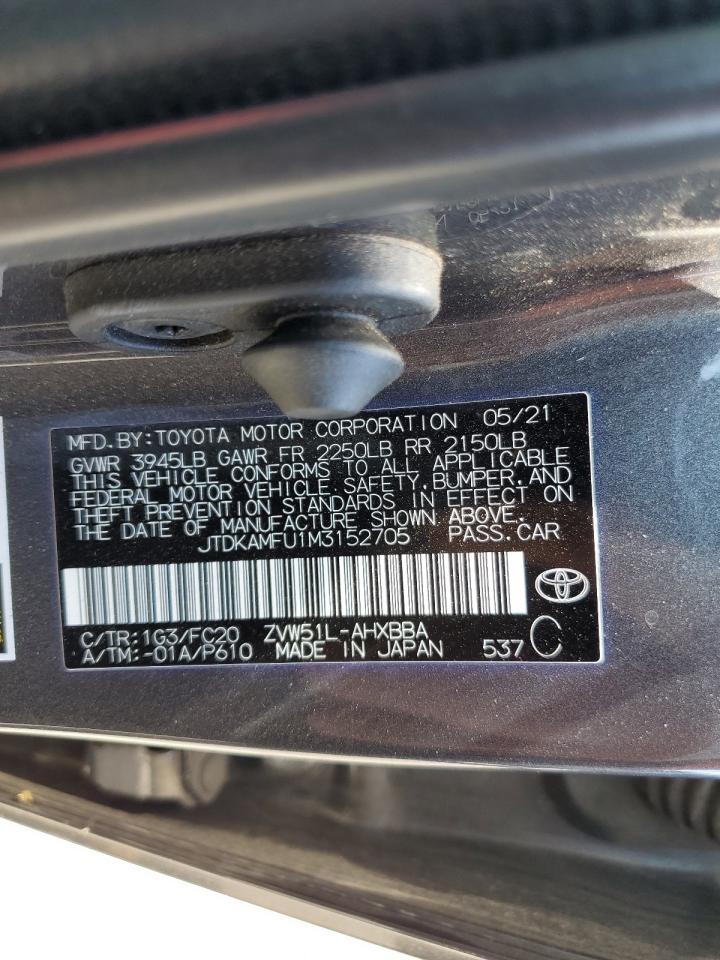 MFD. BY: TOYOTA MOTOR CORPORATION 05/21
GVWR 3945LB GAWR FR 2250LB RR 2150LB
THIS VEHICLE CONFORMS TO ALL APPLICABLE
FEDERAL MOTOR VEHICLE SAFETY, BUMPER, AND
THEFT PREVENTION STANDARDS IN EFFECT ON
THE DATE OF MANUFACTURE SHOWN ABOVE.
JTDKAMFU1M3152705 PASS. CAR
C/TR: 1G3/FC20 ZVW51L-AHXBBA
A/TM: -01A/P610 MADE IN JAPAN 537 C